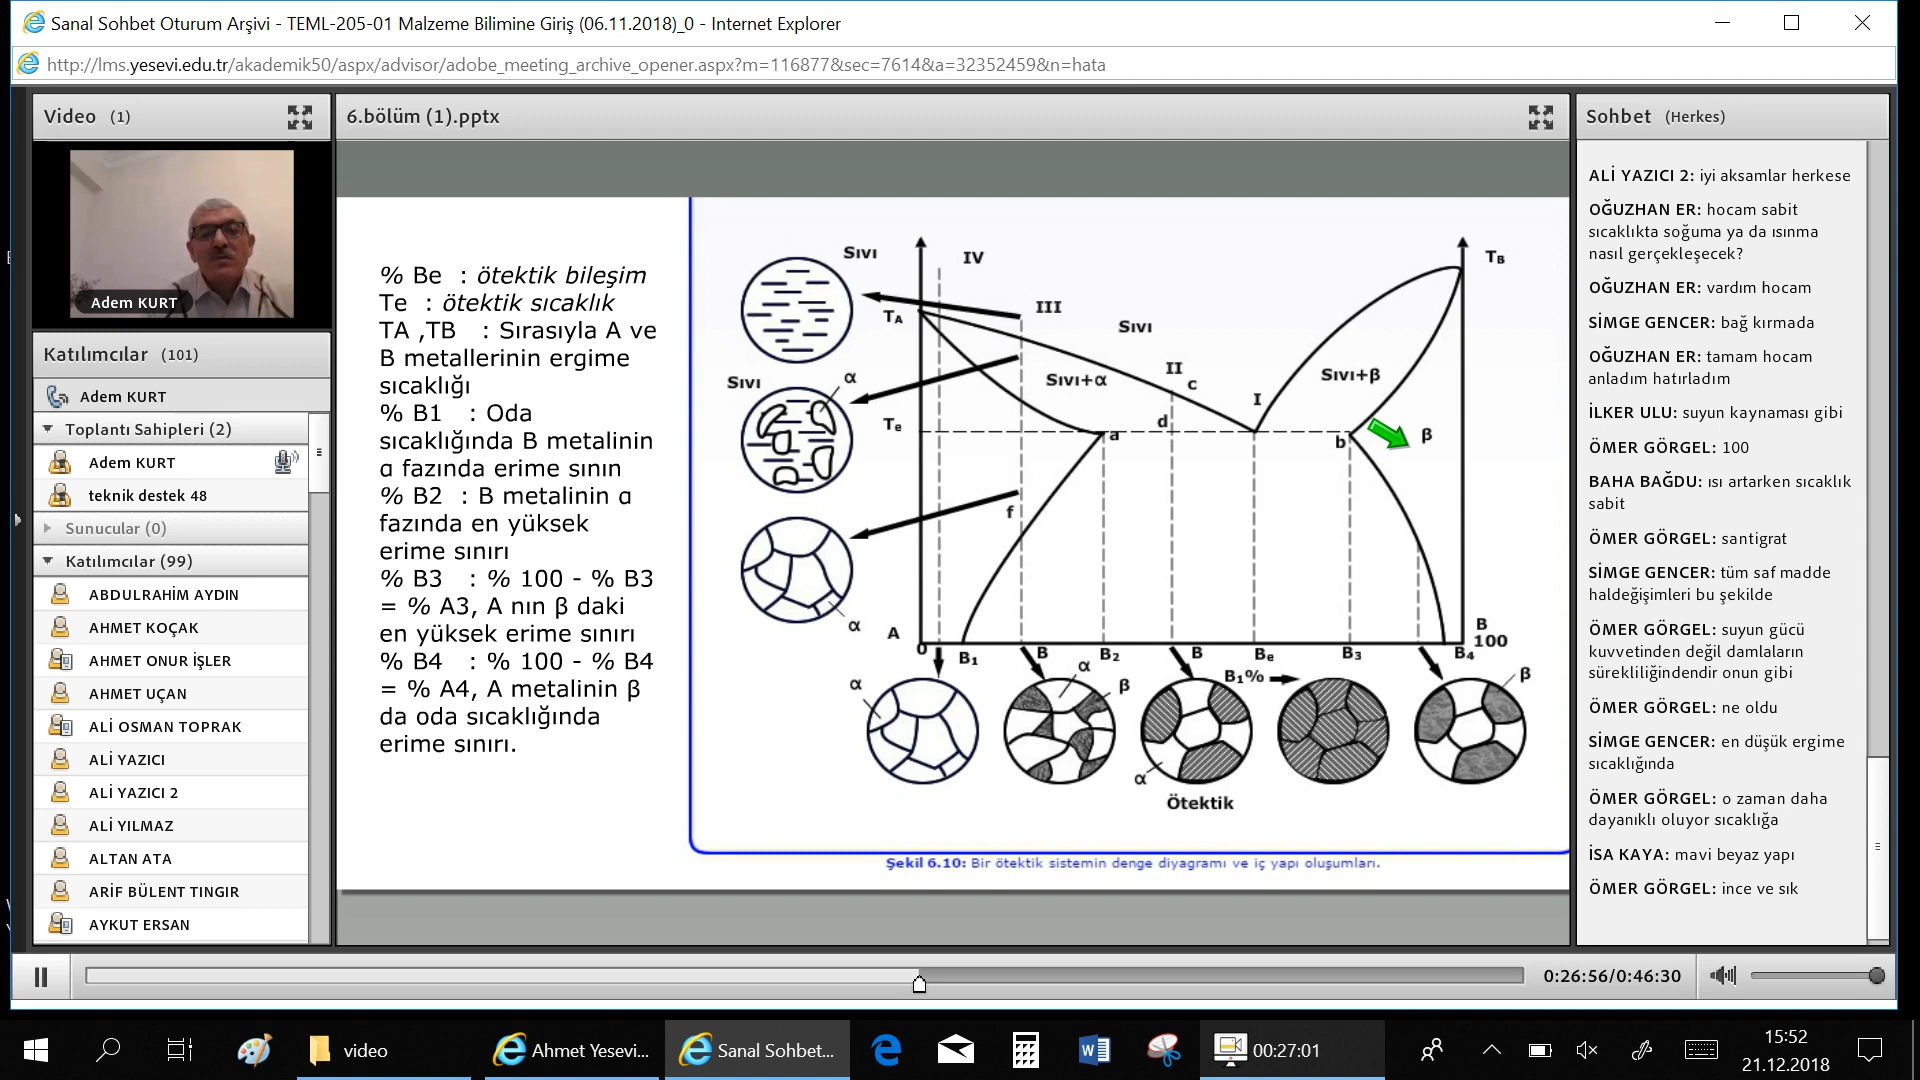 Sanal Sohbet Oturum Arşivi - TEML-205-01 Malzeme Bilimine Giriş (06.11.2018)_0 - Internet Explorer
http://lms.yesevi.edu.tr/akademik50/aspx/advisor/adobe_meeting_archive_opener.aspx?m=116877&sec=7614&a=32352459&n=hata
Video (1)
Adem KURT
Katılımcılar (101)
Adem KURT
Toplantı Sahipleri (2)
Adem KURT
teknik destek 48
Sunucular (0)
Katılımcılar (99)
ABDULRAHİM AYDIN
AHMET KOÇAK
AHMET ONUR İŞLER
AHMET UÇAN
ALİ OSMAN TOPRAK
ALİ YAZICI
ALİ YAZICI 2
ALİ YILMAZ
ALTAN ATA
ARİF BÜLENT TINGIR
AYKUT ERSAN
6.bölüm (1).pptx
% Be : ötektik bileşim
Te : ötektik sıcaklık
TA ,TB : Sırasıyla A ve
B metallerinin ergime
sıcaklığı
% B1 : Oda
sıcaklığında B metalinin
α fazında erime sınırı
% B2 : B metalinin α
fazında en yüksek
erime sınırı
% B3 : % 100 - % B3
= % A3, A nın β daki
en yüksek erime sınırı
% B4 : % 100 - % B4
= % A4, A metalinin β
da oda sıcaklığında
erime sınırı.
Sıvı
IV
TB
III
TA
Sıvı
II
Sıvı
α
Sıvı+α
c
Sıvı+β
I
Te
d
a
b
β
f
α
A
B
100
0
B1
B
B2
B
Be
B3
B4
α
α
β
B1%
β
α
Ötektik
Şekil 6.10: Bir ötektik sistemin denge diyagramı ve iç yapı oluşumları.
Sohbet (Herkes)
ALİ YAZICI 2: iyi aksamlar herkese
OĞUZHAN ER: hocam sabit
sıcaklıkta soğuma ya da ısınma
nasıl gerçekleşecek?
OĞUZHAN ER: vardım hocam
SİMGE GENCER: bağ kırmada
OĞUZHAN ER: tamam hocam
anladım hatırladım
İLKER ULU: suyun kaynaması gibi
ÖMER GÖRGEL: 100
BAHA BAĞDU: ısı artarken sıcaklık
sabit
ÖMER GÖRGEL: santigrat
SİMGE GENCER: tüm saf madde
haldeğişimleri bu şekilde
ÖMER GÖRGEL: suyun gücü
kuvvetinden değil damlaların
sürekliliğindendir onun gibi
ÖMER GÖRGEL: ne oldu
SİMGE GENCER: en düşük ergime
sıcaklığında
ÖMER GÖRGEL: o zaman daha
dayanıklı oluyor sıcaklığa
İSA KAYA: mavi beyaz yapı
ÖMER GÖRGEL: ince ve sık
0:26:56/0:46:30
video
Ahmet Yesevi...
Sanal Sohbet...
00:27:01
15:52
21.12.2018